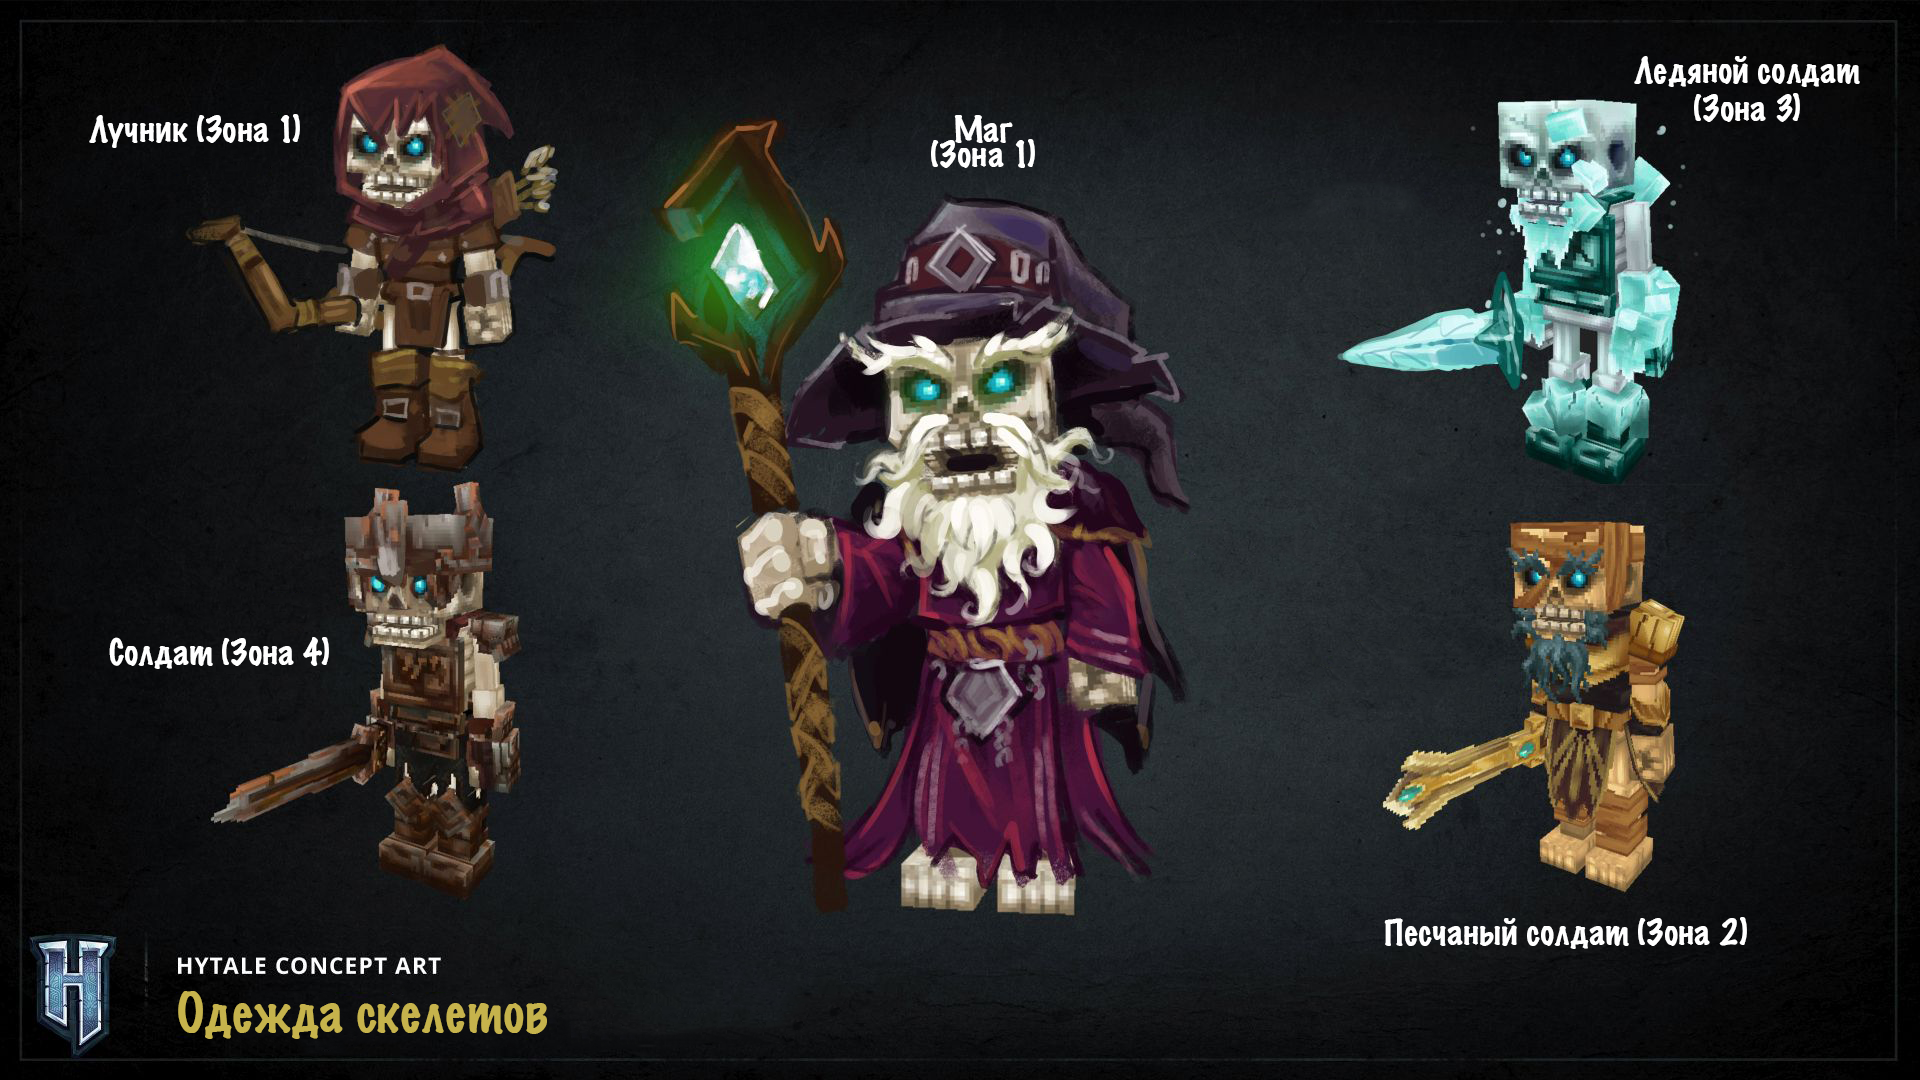 Лучник (Зона 1)
Маг
(Зона 1)
Ледяной солдат
(Зона 3)
Солдат (Зона 4)
Песчаный солдат (Зона 2)
H
HYTALE CONCEPT ART
Одежда скелетов